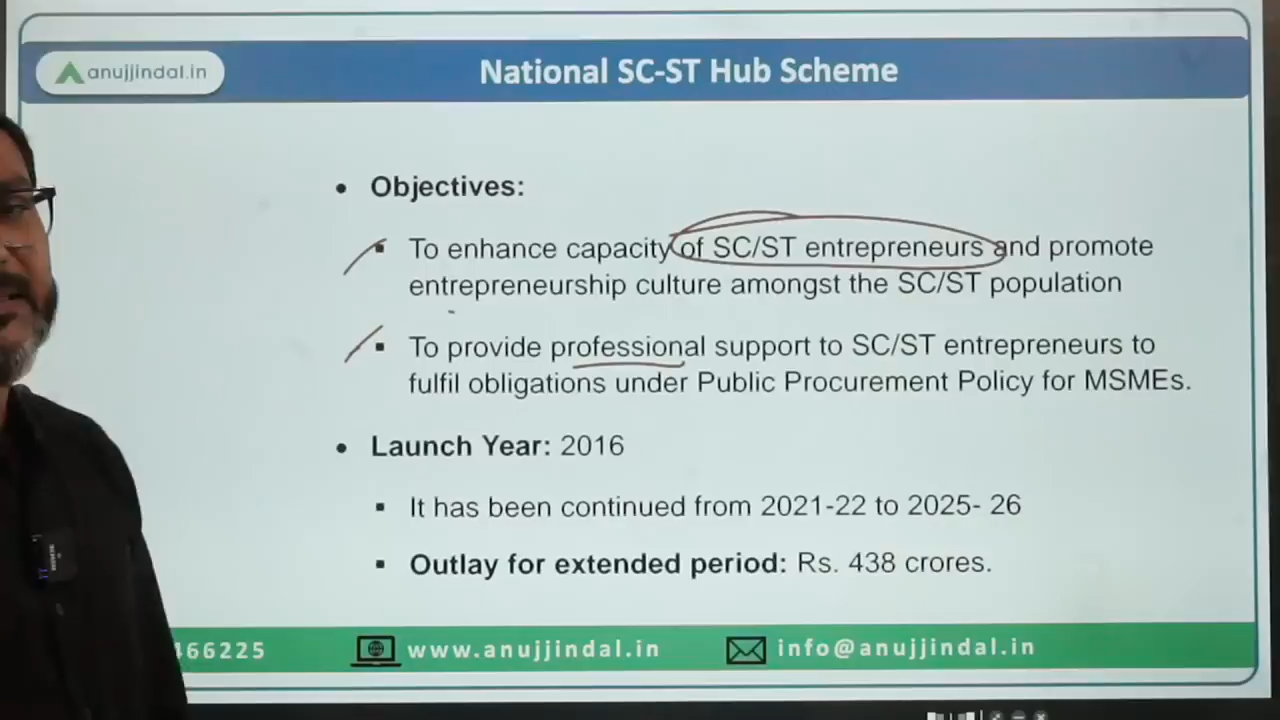 anujjindal.in
National SC-ST Hub Scheme
• Objectives:
▪ To enhance capacity of SC/ST entrepreneurs and promote
entrepreneurship culture amongst the SC/ST population
▪ To provide professional support to SC/ST entrepreneurs to
fulfil obligations under Public Procurement Policy for MSMEs.
• Launch Year: 2016
▪ It has been continued from 2021-22 to 2025- 26
▪ Outlay for extended period: Rs. 438 crores.
466225
www.anujjindal.in
info@anujjindal.in